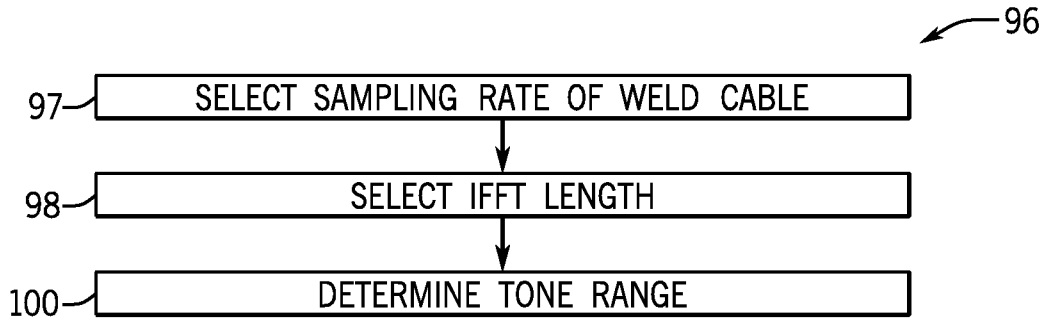 96
97 SELECT SAMPLING RATE OF WELD CABLE
98 SELECT IFFT LENGTH
100 DETERMINE TONE RANGE